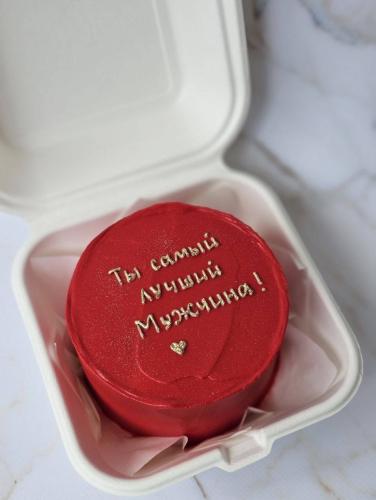 Ты самый
лучший
Мужчина!